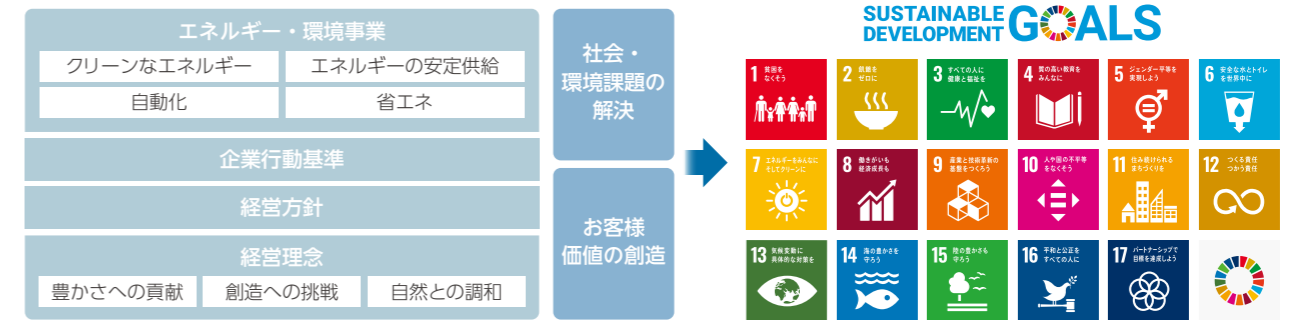 エネルギー・環境事業
クリーンなエネルギー
エネルギーの安定供給
自動化
省エネ
企業行動基準
経営方針
経営理念
豊かさへの貢献
創造への挑戦
自然との調和
社会・
環境課題の
解決
お客様
価値の創造
SUSTAINABLE
DEVELOPMENT
GOALS
1 貧困を
なくそう
2 飢餓を
ゼロに
3 すべての人に
健康と福祉を
4 質の高い教育を
みんなに
5 ジェンダー平等を
実現しよう
6 安全な水とトイレ
を世界中に
7 エネルギーをみんなに
そしてクリーンに
8 働きがいも
経済成長も
9 産業と技術革新の
基盤をつくろう
10 人や国の不平等
をなくそう
11 住み続けられる
まちづくりを
12 つくる責任
つかう責任
13 気候変動に
具体的な対策を
14 海の豊かさを
守ろう
15 陸の豊かさも
守ろう
16 平和と公正を
すべての人に
17 パートナーシップで
目標を達成しよう